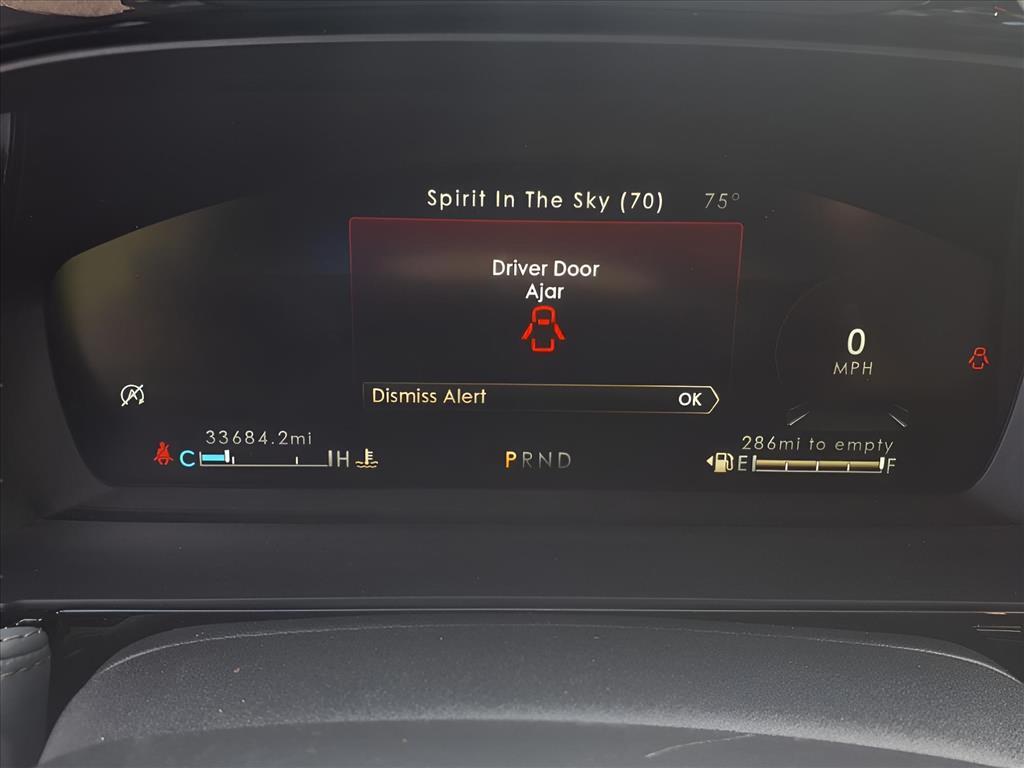 Spirit In The Sky (70) 75°
Driver Door
Ajar
Dismiss Alert OK
0
MPH
A
33684.2mi
C H
PRND
286mi to empty
E F